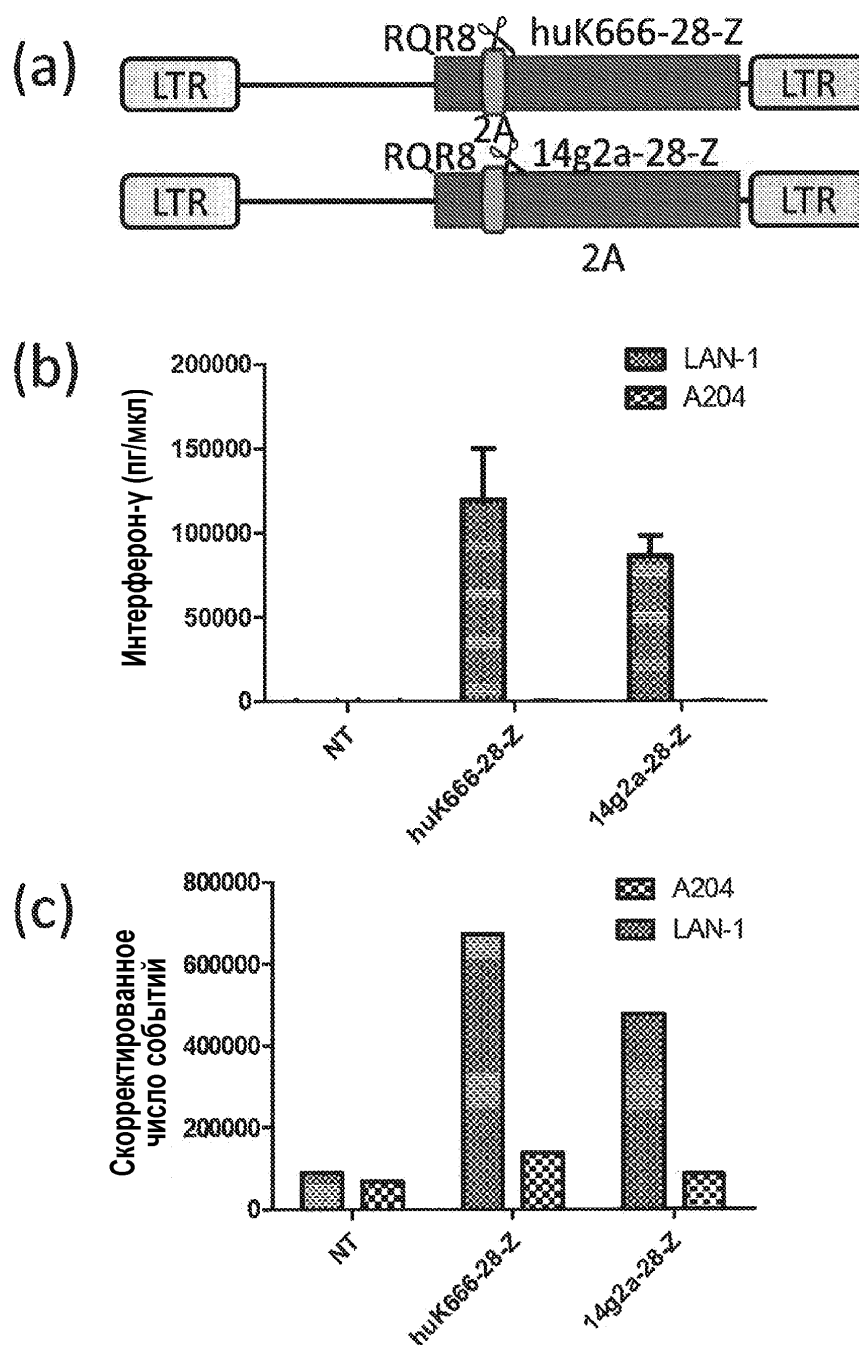 (a)
RQR8 huK666-28-Z
LTR
LTR
2A
RQR8 14g2a-28-Z
LTR
LTR
2A
(b)
Интерферон-γ (пг/мкл)
200000
150000
100000
50000
0
LAN-1
A204
NT
huK666-28-Z
14g2a-28-Z
(c)
Скорректированное
число событий
800000
600000
400000
200000
0
A204
LAN-1
NT
huK666-28-Z
14g2a-28-Z